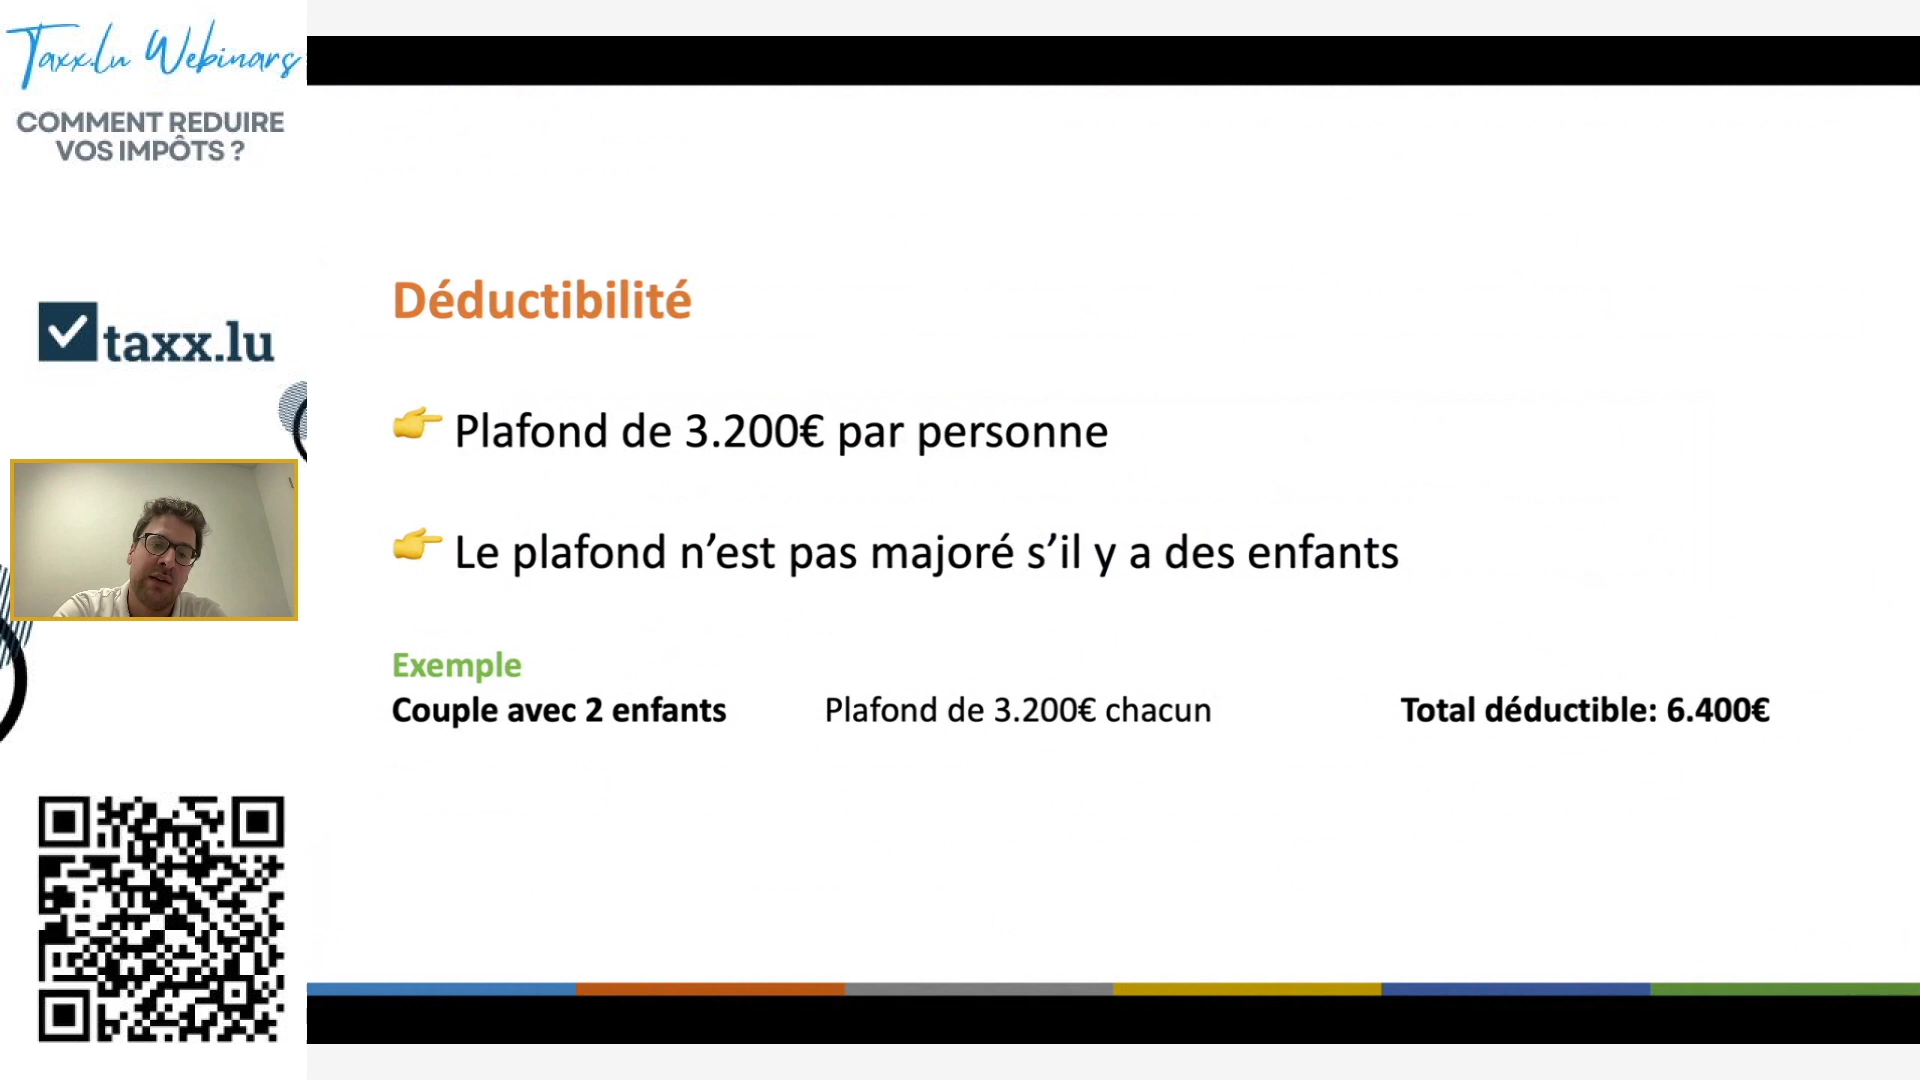 Taxx.lu Webinars
COMMENT REDUIRE
VOS IMPÔTS ?
taxx.lu
Déductibilité
👉 Plafond de 3.200€ par personne
👉 Le plafond n’est pas majoré s’il y a des enfants
Exemple
Couple avec 2 enfants Plafond de 3.200€ chacun Total déductible: 6.400€